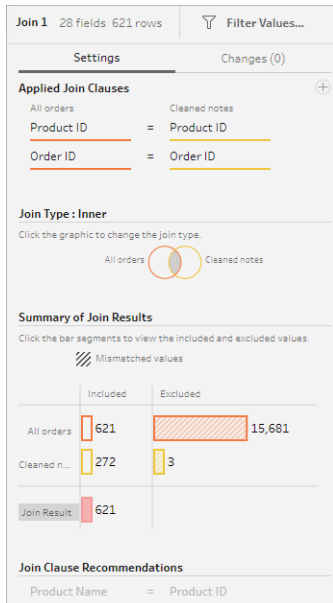 Join 1 28 fields 621 rows Filter Values...
Settings Changes (0)
Applied Join Clauses
All orders Cleaned notes
Product ID = Product ID
Order ID = Order ID
Join Type : Inner
Click the graphic to change the join type.
All orders Cleaned notes
Summary of Join Results
Click the bar segments to view the included and excluded values.
Mismatched values
Included Excluded
All orders 621 15,681
Cleaned n... 272 3
Join Result 621
Join Clause Recommendations
Product Name = Product ID